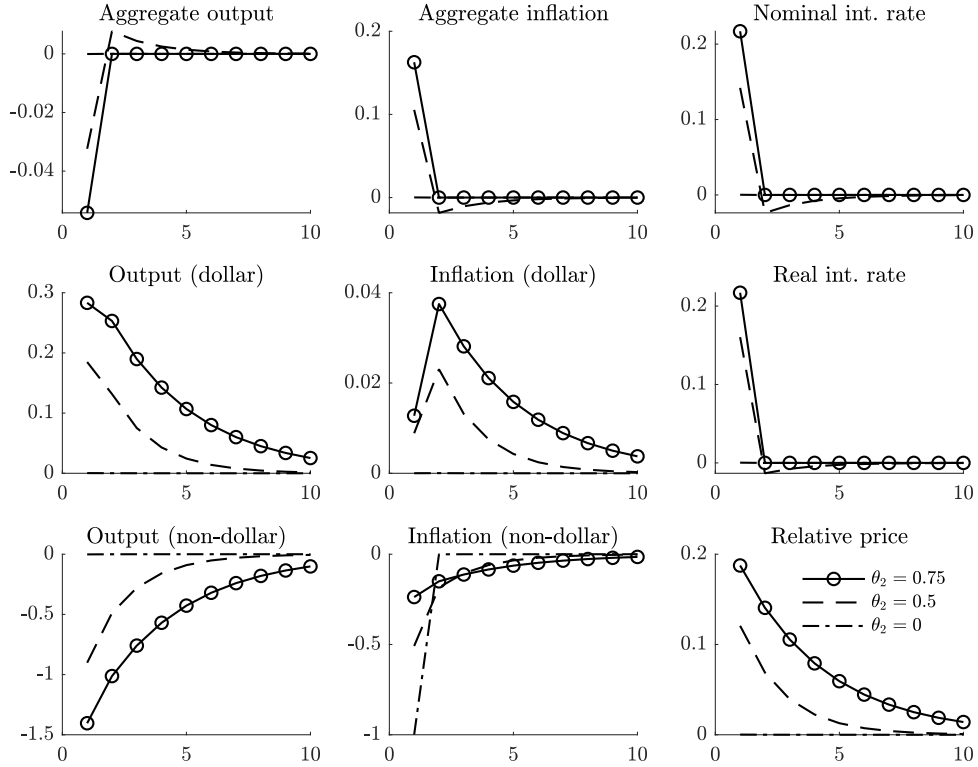 Aggregate output
Aggregate inflation
Nominal int. rate
0
-0.02
-0.04
0 5 10
0.2
0.1
0
0 5 10
0.2
0.1
0
0 5 10
Output (dollar)
Inflation (dollar)
Real int. rate
0.3
0.2
0.1
0
0 5 10
0.04
0.02
0
0 5 10
0.2
0.1
0
0 5 10
Output (non-dollar)
Inflation (non-dollar)
Relative price
0
-0.5
-1
-1.5
0 5 10
0
-0.5
-1
0 5 10
0.2
0.1
0
0 5 10
θ₂ = 0.75
θ₂ = 0.5
θ₂ = 0